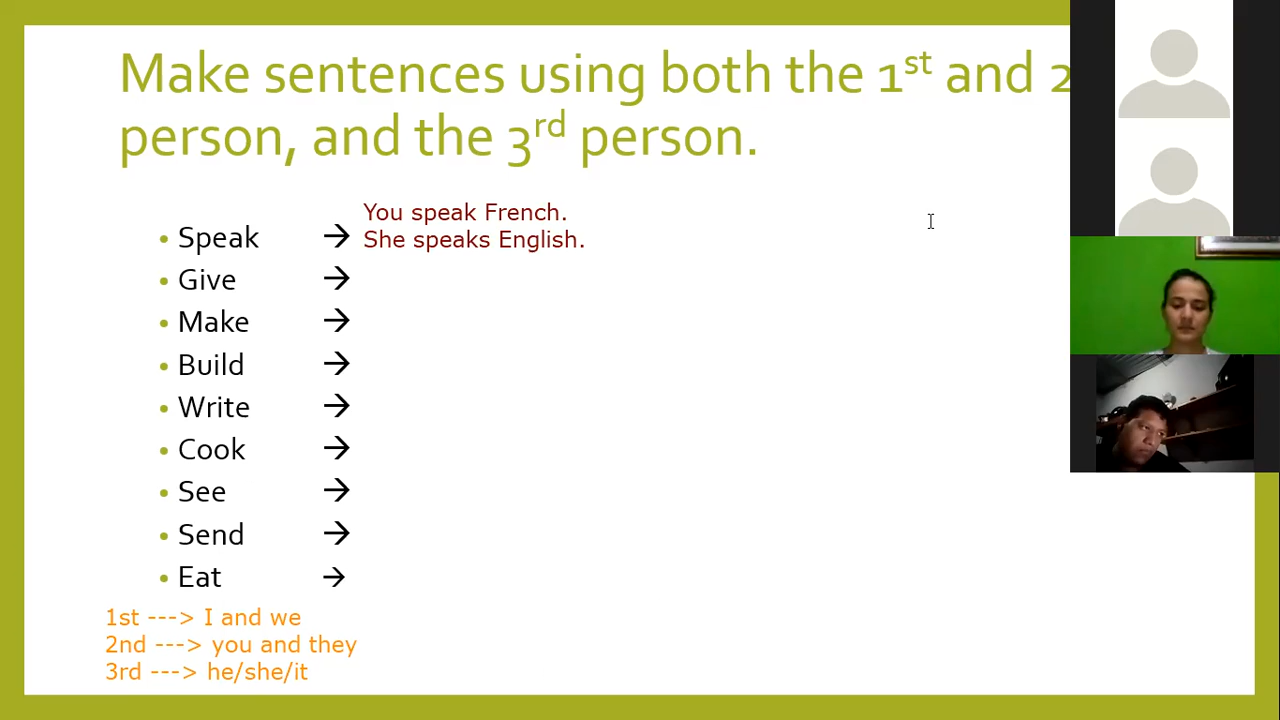 Make sentences using both the 1st and 2
person, and the 3rd person.
You speak French.
• Speak →
She speaks English.
• Give →
• Make →
• Build →
• Write →
• Cook →
• See →
• Send →
• Eat →
1st ---> I and we
2nd ---> you and they
3rd ---> he/she/it